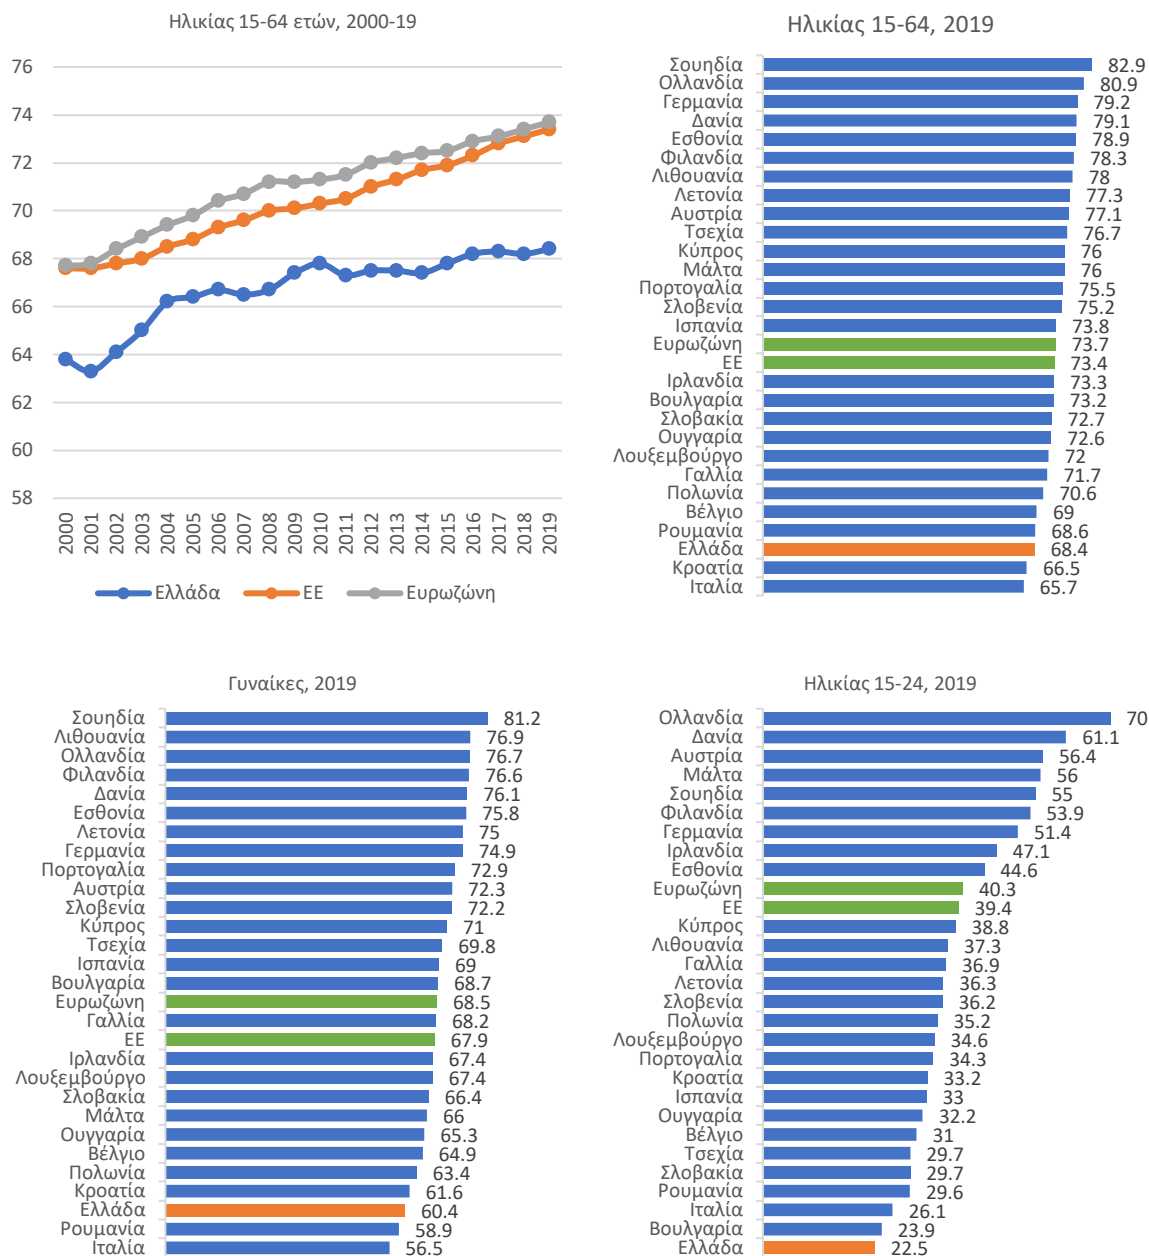 Ηλικίας 15-64 ετών, 2000-19
76
74
72
70
68
66
64
62
60
58
2000 2001 2002 2003 2004 2005 2006 2007 2008 2009 2010 2011 2012 2013 2014 2015 2016 2017 2018 2019
Ελλάδα ΕΕ Ευρωζώνη
Ηλικίας 15-64, 2019
Σουηδία 82.9
Ολλανδία 80.9
Γερμανία 79.2
Δανία 79.1
Εσθονία 78.9
Φιλανδία 78.3
Λιθουανία 78
Λετονία 77.3
Αυστρία 77.1
Τσεχία 76.7
Κύπρος 76
Μάλτα 76
Πορτογαλία 75.5
Σλοβενία 75.2
Ισπανία 73.8
Ευρωζώνη 73.7
ΕΕ 73.4
Ιρλανδία 73.3
Βουλγαρία 73.2
Σλοβακία 72.7
Ουγγαρία 72.6
Λουξεμβούργο 72
Γαλλία 71.7
Πολωνία 70.6
Βέλγιο 69
Ρουμανία 68.6
Ελλάδα 68.4
Κροατία 66.5
Ιταλία 65.7
Γυναίκες, 2019
Σουηδία 81.2
Λιθουανία 76.9
Ολλανδία 76.7
Φιλανδία 76.6
Δανία 76.1
Εσθονία 75.8
Λετονία 75
Γερμανία 74.9
Πορτογαλία 72.9
Αυστρία 72.3
Σλοβενία 72.2
Κύπρος 71
Τσεχία 69.8
Ισπανία 69
Βουλγαρία 68.7
Ευρωζώνη 68.5
Γαλλία 68.2
ΕΕ 67.9
Ιρλανδία 67.4
Λουξεμβούργο 67.4
Σλοβακία 66.4
Μάλτα 66
Ουγγαρία 65.3
Βέλγιο 64.9
Πολωνία 63.4
Κροατία 61.6
Ελλάδα 60.4
Ρουμανία 58.9
Ιταλία 56.5
Ηλικίας 15-24, 2019
Ολλανδία 70
Δανία 61.1
Αυστρία 56.4
Μάλτα 56
Σουηδία 55
Φιλανδία 53.9
Γερμανία 51.4
Ιρλανδία 47.1
Εσθονία 44.6
Ευρωζώνη 40.3
ΕΕ 39.4
Κύπρος 38.8
Λιθουανία 37.3
Γαλλία 36.9
Λετονία 36.3
Σλοβενία 36.2
Πολωνία 35.2
Λουξεμβούργο 34.6
Πορτογαλία 34.3
Κροατία 33.2
Ισπανία 33
Ουγγαρία 32.2
Βέλγιο 31
Τσεχία 29.7
Σλοβακία 29.7
Ρουμανία 29.6
Ιταλία 26.1
Βουλγαρία 23.9
Ελλάδα 22.5